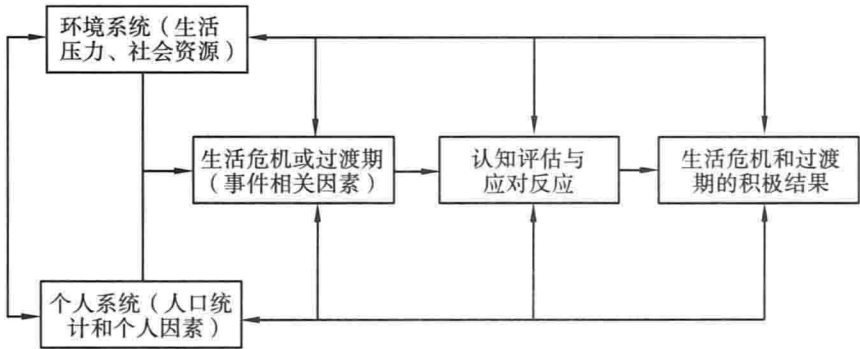 环境系统（生活
压力、社会资源）
生活危机或过渡期
（事件相关因素）
认知评估与
应对反应
生活危机和过渡
期的积极结果
个人系统（人口统
计和个人因素）